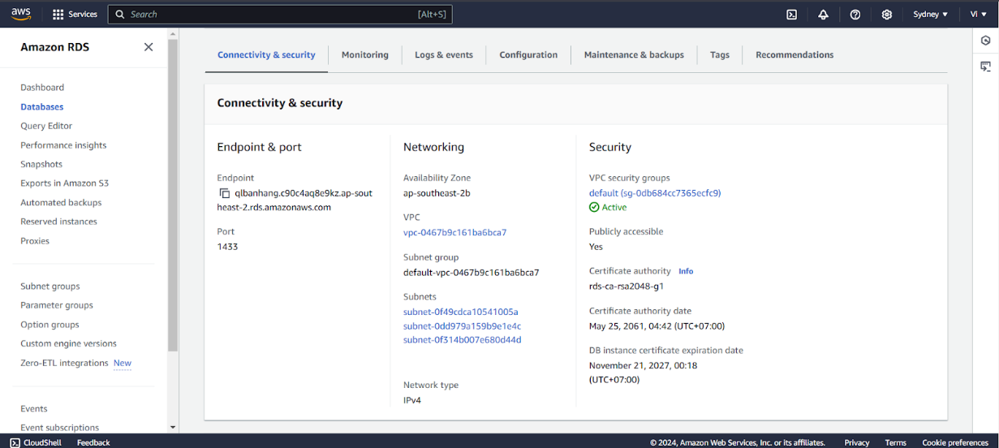 aws
Services
Search
[Alt+S]
Sydney ▼
Vi ▼
Amazon RDS
Dashboard
Databases
Query Editor
Performance insights
Snapshots
Exports in Amazon S3
Automated backups
Reserved instances
Proxies
Subnet groups
Parameter groups
Option groups
Custom engine versions
Zero-ETL integrations New
Events
Event subscriptions
Connectivity & security
Monitoring
Logs & events
Configuration
Maintenance & backups
Tags
Recommendations
Connectivity & security
Endpoint & port
Endpoint
qlbanhang.c90c4aq8e9kz.ap-sout
heast-2.rds.amazonaws.com
Port
1433
Networking
Availability Zone
ap-southeast-2b
VPC
vpc-0467b9c161ba6bca7
Subnet group
default-vpc-0467b9c161ba6bca7
Subnets
subnet-0f49cdca10541005a
subnet-0dd979a159b9e1e4c
subnet-0f314b007e680d44d
Network type
IPv4
Security
VPC security groups
default (sg-0db684cc7365ecfc9)
Active
Publicly accessible
Yes
Certificate authority Info
rds-ca-rsa2048-g1
Certificate authority date
May 25, 2061, 04:42 (UTC+07:00)
DB instance certificate expiration date
November 21, 2027, 00:18
(UTC+07:00)
CloudShell
Feedback
© 2024, Amazon Web Services, Inc. or its affiliates.
Privacy
Terms
Cookie preferences